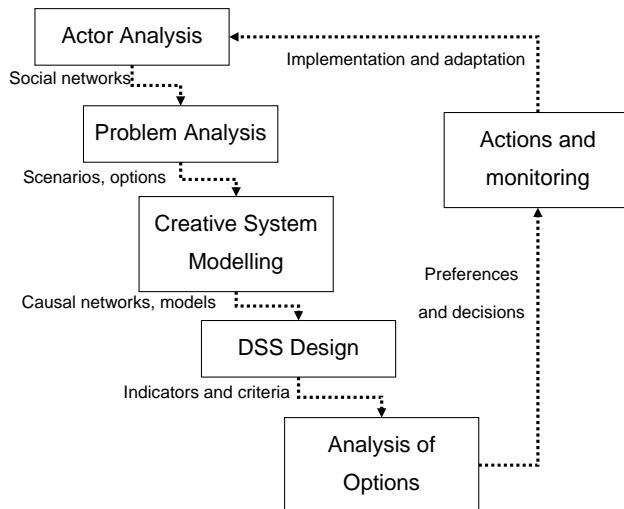 Actor Analysis
Implementation and adaptation
Social networks
Problem Analysis
Actions and
monitoring
Scenarios, options
Creative System
Modelling
Preferences
and decisions
Causal networks, models
DSS Design
Indicators and criteria
Analysis of
Options